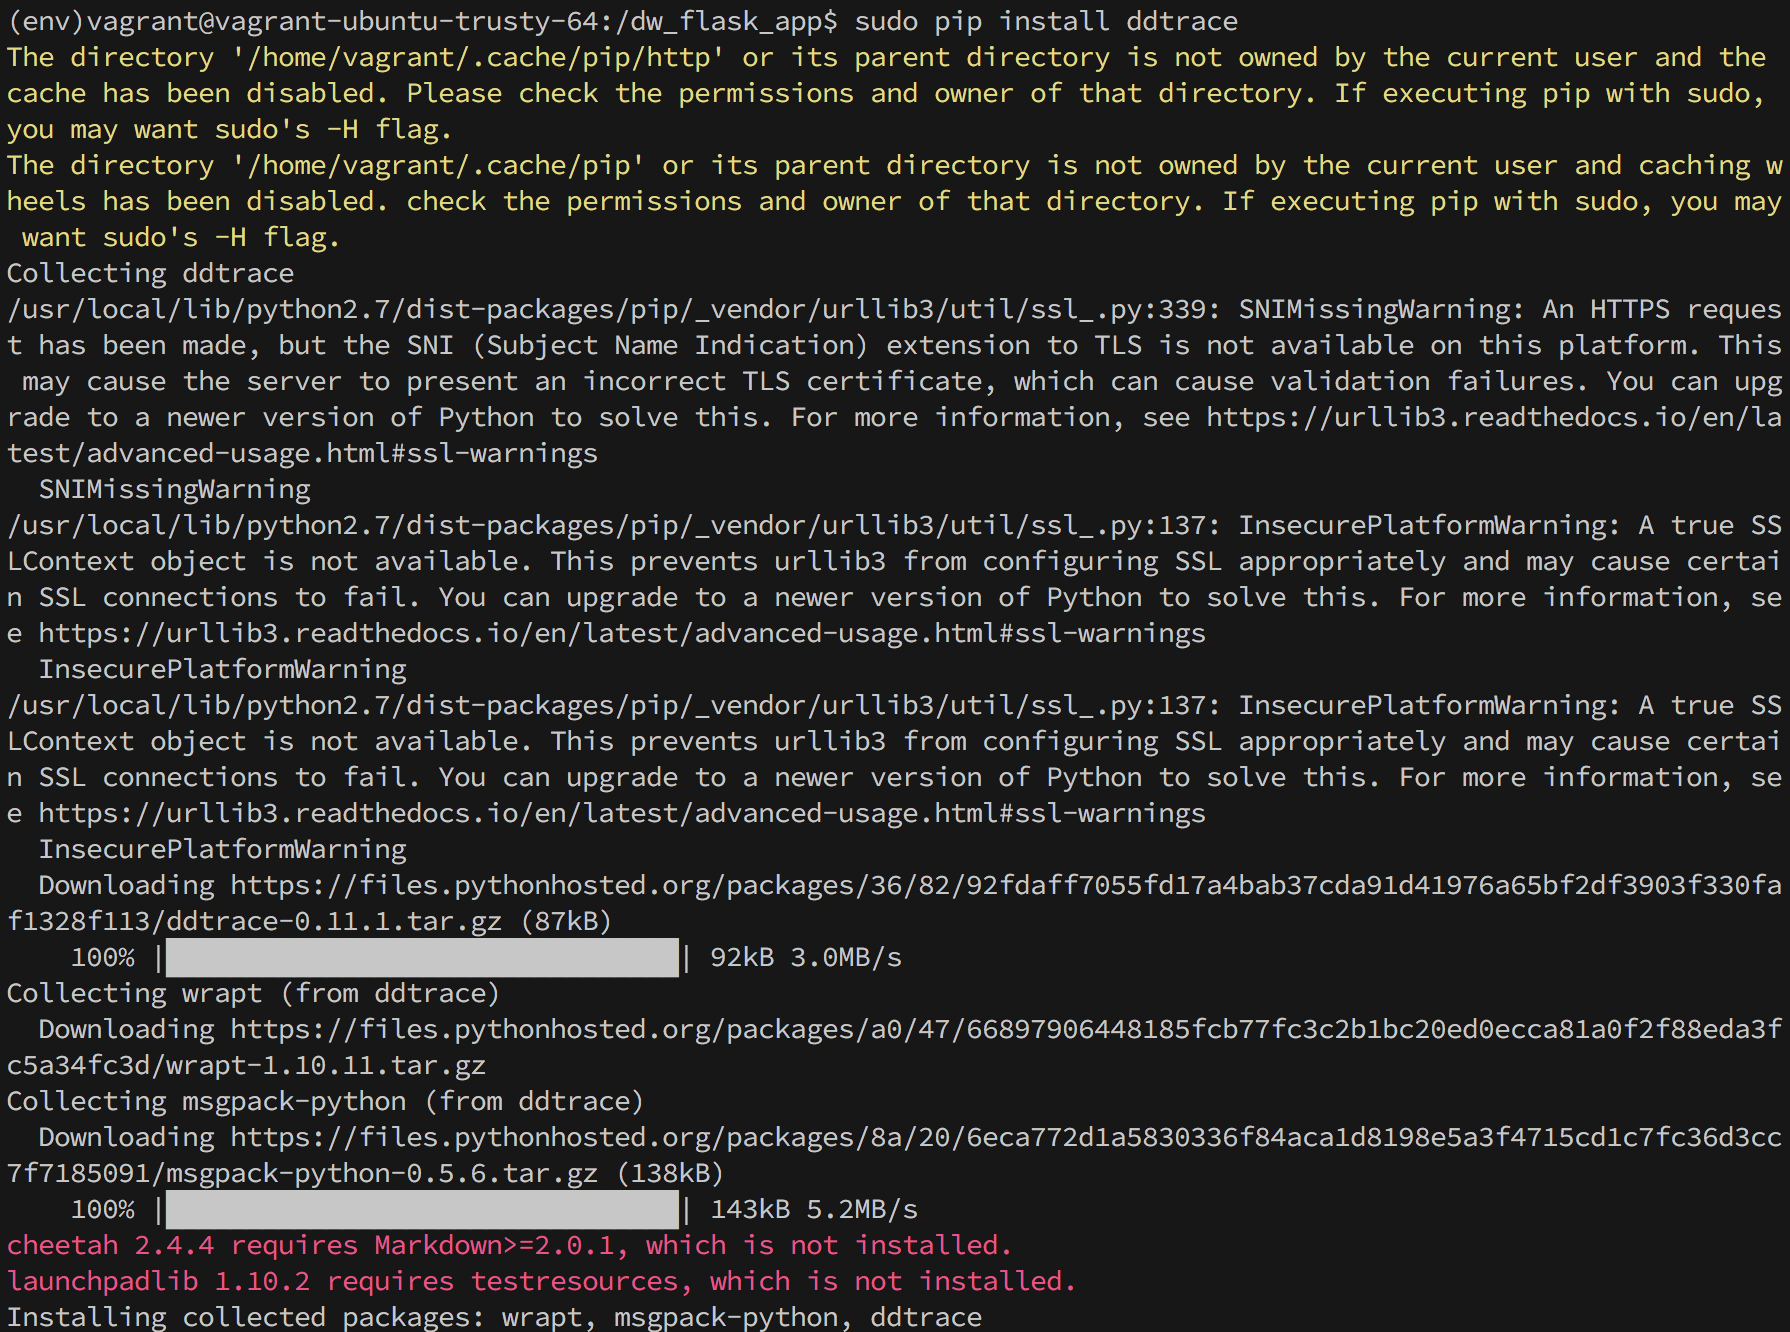 (env)vagrant@vagrant-ubuntu-trusty-64:/dw_flask_app$ sudo pip install ddtrace
The directory '/home/vagrant/.cache/pip/http' or its parent directory is not owned by the current user and the
cache has been disabled. Please check the permissions and owner of that directory. If executing pip with sudo,
you may want sudo's -H flag.
The directory '/home/vagrant/.cache/pip' or its parent directory is not owned by the current user and caching w
heels has been disabled. check the permissions and owner of that directory. If executing pip with sudo, you may
 want sudo's -H flag.
Collecting ddtrace
/usr/local/lib/python2.7/dist-packages/pip/_vendor/urllib3/util/ssl_.py:339: SNIMissingWarning: An HTTPS reques
t has been made, but the SNI (Subject Name Indication) extension to TLS is not available on this platform. This
 may cause the server to present an incorrect TLS certificate, which can cause validation failures. You can upg
rade to a newer version of Python to solve this. For more information, see https://urllib3.readthedocs.io/en/la
test/advanced-usage.html#ssl-warnings
  SNIMissingWarning
/usr/local/lib/python2.7/dist-packages/pip/_vendor/urllib3/util/ssl_.py:137: InsecurePlatformWarning: A true SS
LContext object is not available. This prevents urllib3 from configuring SSL appropriately and may cause certai
n SSL connections to fail. You can upgrade to a newer version of Python to solve this. For more information, se
e https://urllib3.readthedocs.io/en/latest/advanced-usage.html#ssl-warnings
  InsecurePlatformWarning
/usr/local/lib/python2.7/dist-packages/pip/_vendor/urllib3/util/ssl_.py:137: InsecurePlatformWarning: A true SS
LContext object is not available. This prevents urllib3 from configuring SSL appropriately and may cause certai
n SSL connections to fail. You can upgrade to a newer version of Python to solve this. For more information, se
e https://urllib3.readthedocs.io/en/latest/advanced-usage.html#ssl-warnings
  InsecurePlatformWarning
  Downloading https://files.pythonhosted.org/packages/36/82/92fdaff7055fd17a4bab37cda91d41976a65bf2df3903f330fa
f1328f113/ddtrace-0.11.1.tar.gz (87kB)
    100% |████████████████████████████████| 92kB 3.0MB/s
Collecting wrapt (from ddtrace)
  Downloading https://files.pythonhosted.org/packages/a0/47/66897906448185fcb77fc3c2b1bc20ed0ecca81a0f2f88eda3f
c5a34fc3d/wrapt-1.10.11.tar.gz
Collecting msgpack-python (from ddtrace)
  Downloading https://files.pythonhosted.org/packages/8a/20/6eca772d1a5830336f84aca1d8198e5a3f4715cd1c7fc36d3cc
7f7185091/msgpack-python-0.5.6.tar.gz (138kB)
    100% |████████████████████████████████| 143kB 5.2MB/s
cheetah 2.4.4 requires Markdown>=2.0.1, which is not installed.
launchpadlib 1.10.2 requires testresources, which is not installed.
Installing collected packages: wrapt, msgpack-python, ddtrace